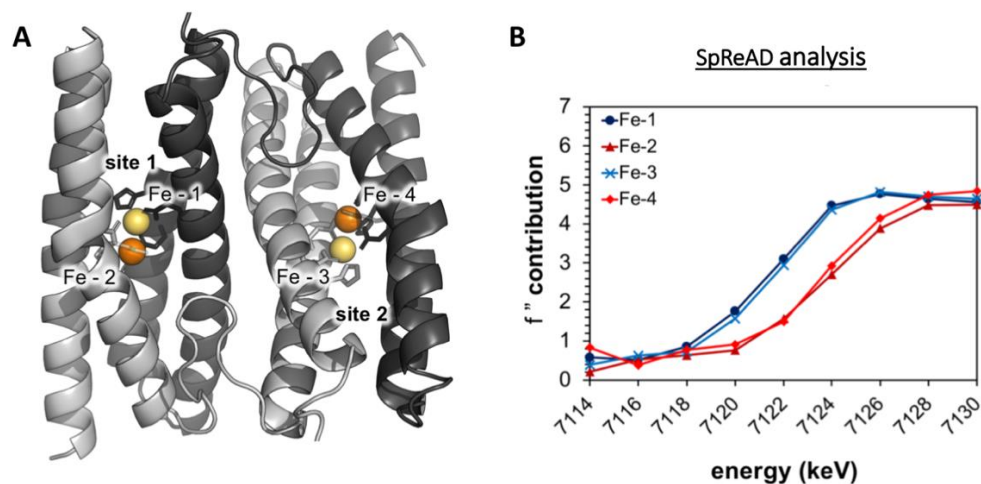 A
site 1
Fe - 1
Fe - 2
Fe - 4
Fe - 3
site 2
B
SpReAD analysis
f " contribution
7
6
5
4
3
2
1
0
Fe-1
Fe-2
Fe-3
Fe-4
7114
7116
7118
7120
7122
7124
7126
7128
7130
energy (keV)